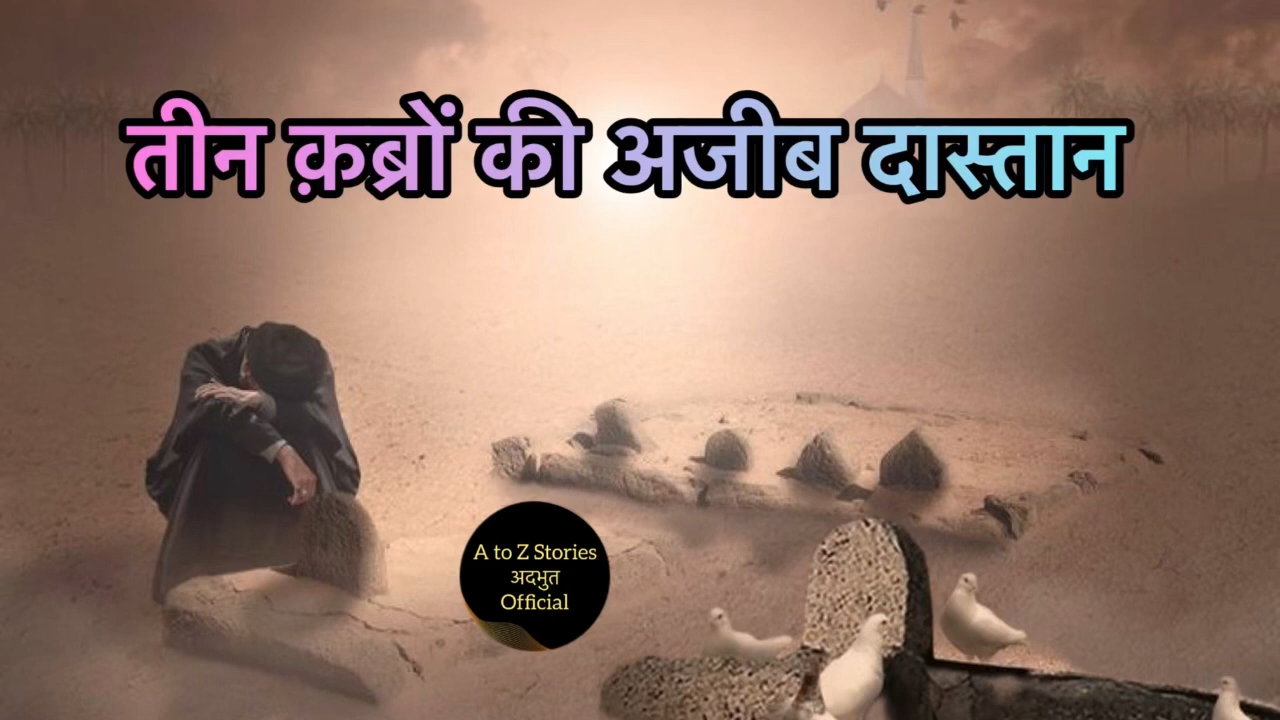 तीन क़ब्रों की अजीब दास्तान
A to Z Stories
अदभुत
Official